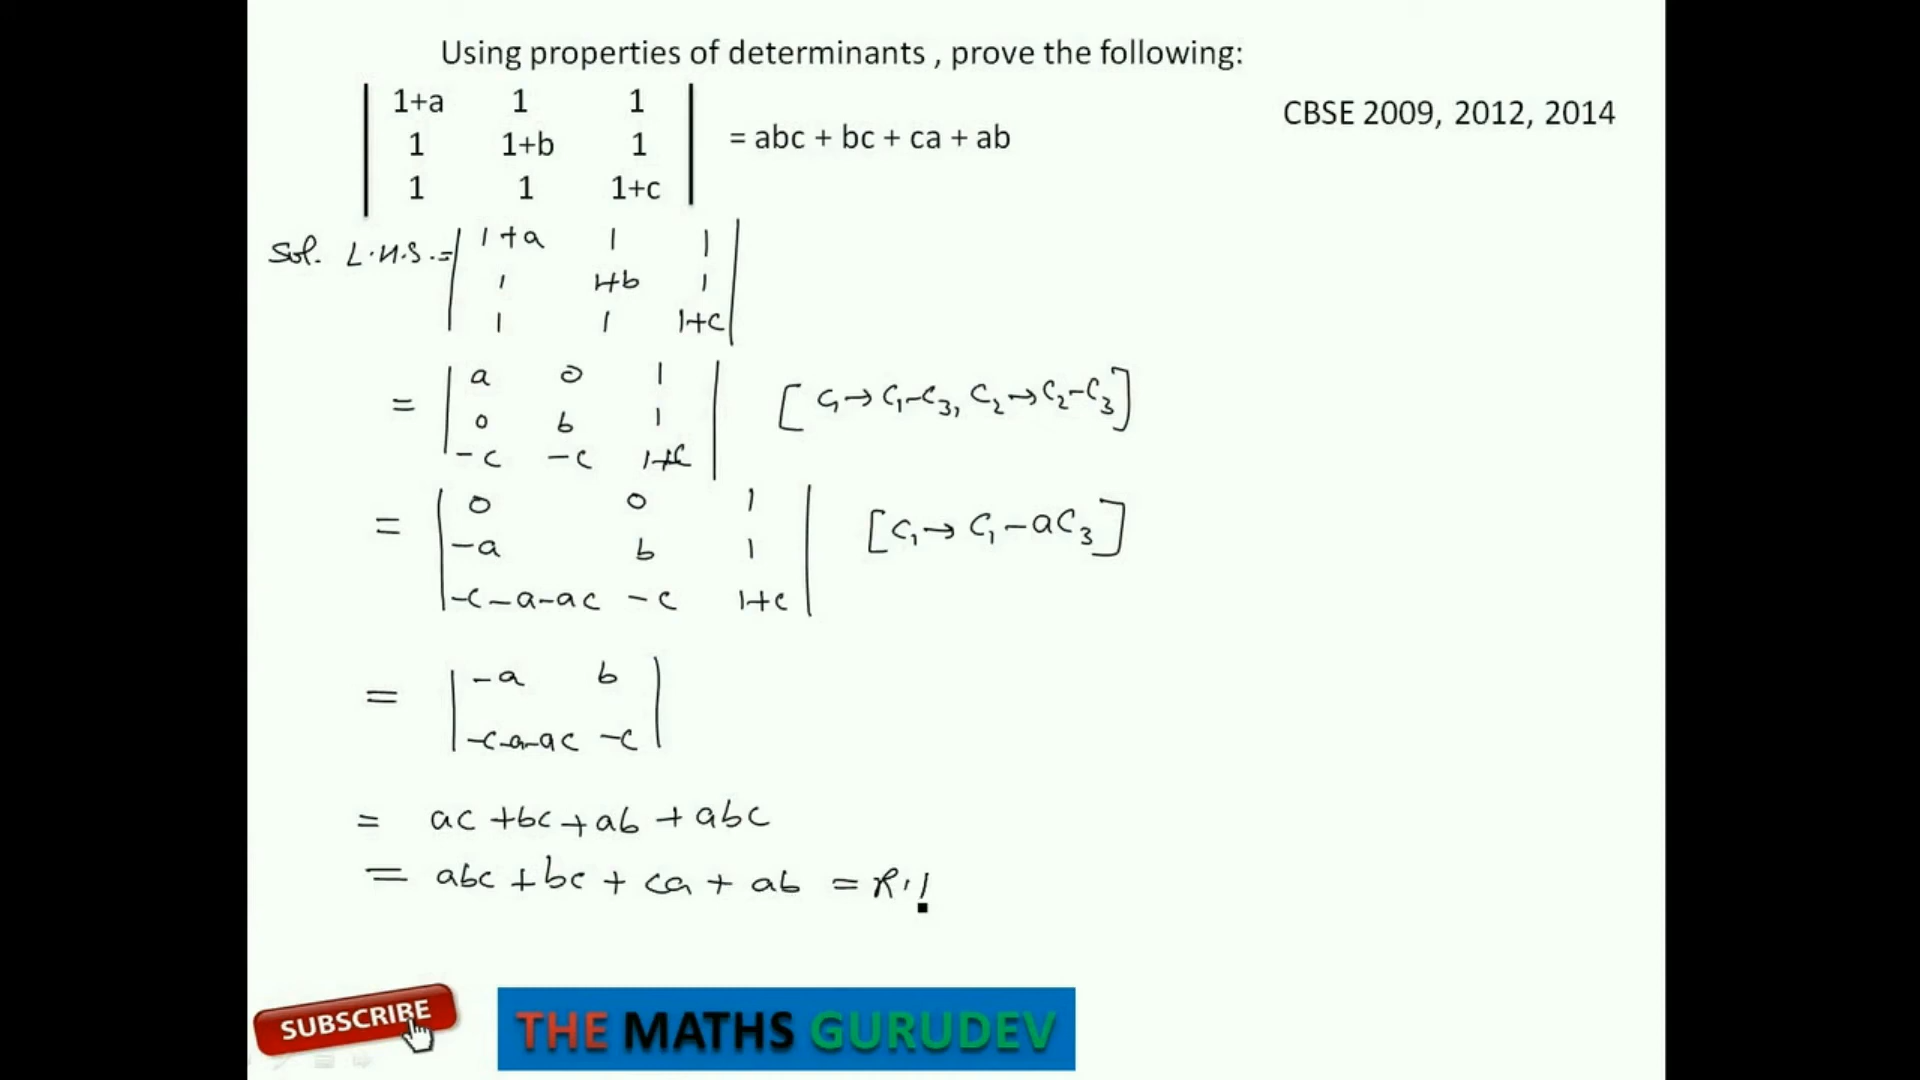 Using properties of determinants , prove the following:
1+a 1 1
CBSE 2009, 2012, 2014
1 1+b 1 = abc + bc + ca + ab
1 1 1+c
Sol. L.H.S. = 1+a 1 1
1 1+b 1
1 1 1+c
= a 0 1
0 b 1 [C₁→C₁-C₃, C₂→C₂-C₃]
-c -c 1+c
= 0 0 1
-a b 1 [C₁→C₁-aC₃]
-c-a-ac -c 1+c
= -a b
-c-a-ac -c
= ac+bc+ab+abc
= abc+bc+ca+ab = R.
SUBSCRIBE
THE MATHS GURUDEV